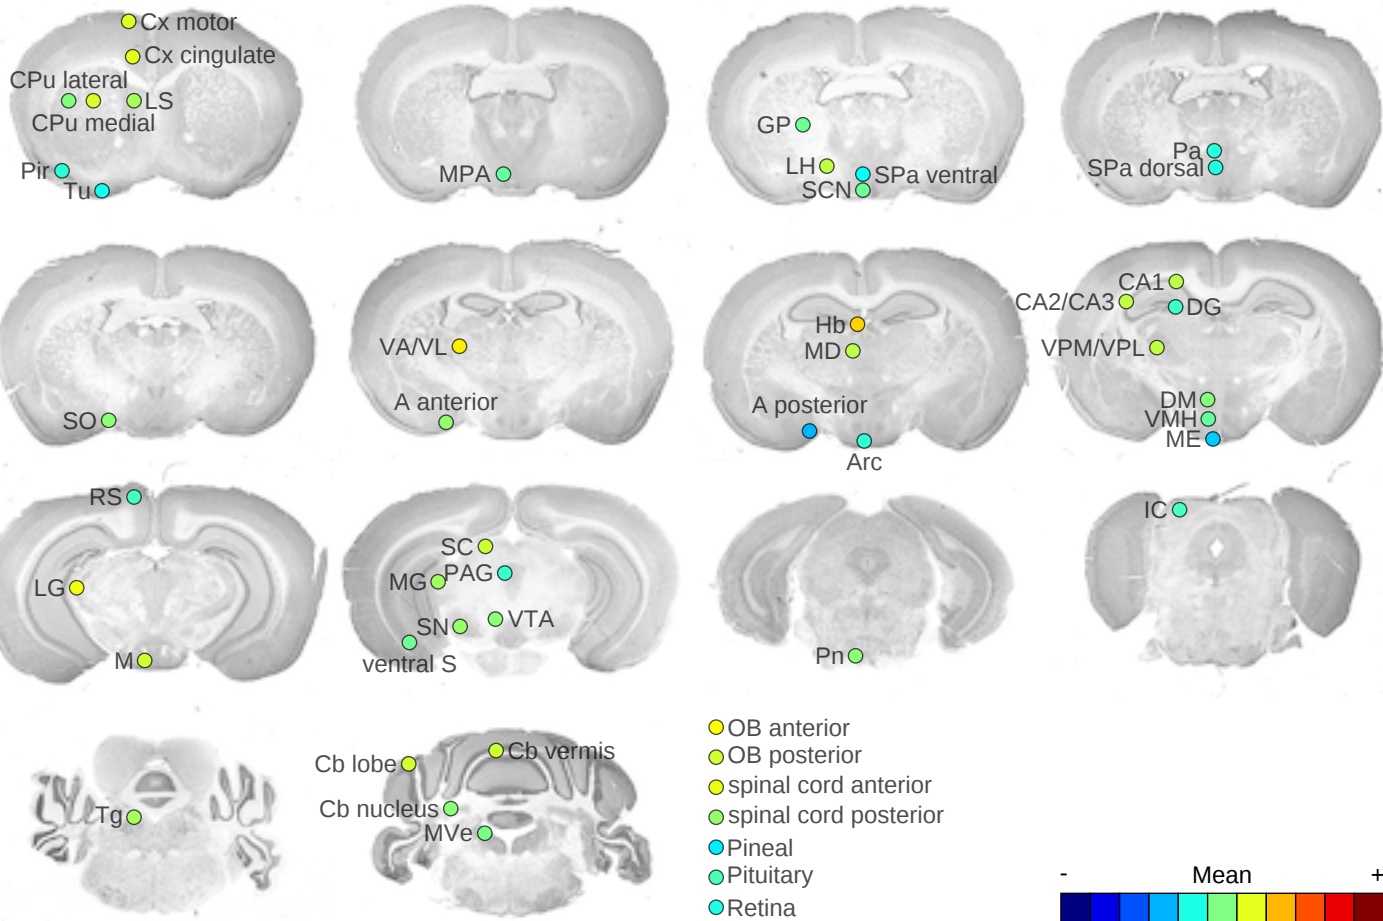 Cx motor
Cx cingulate
CPu lateral
LS
CPu medial
Pir
Tu
MPA
GP
LH
SPa ventral
SCN
Pa
SPa dorsal
SO
VA/VL
A anterior
Hb
MD
A posterior
Arc
CA1
CA2/CA3
DG
VPM/VPL
DM
VMH
ME
RS
LG
M
SC
PAG
MG
VTA
SN
ventral S
Pn
IC
Tg
Cb vermis
Cb lobe
Cb nucleus
MVe
OB anterior
OB posterior
spinal cord anterior
spinal cord posterior
Pineal
Pituitary
Retina
- Mean +